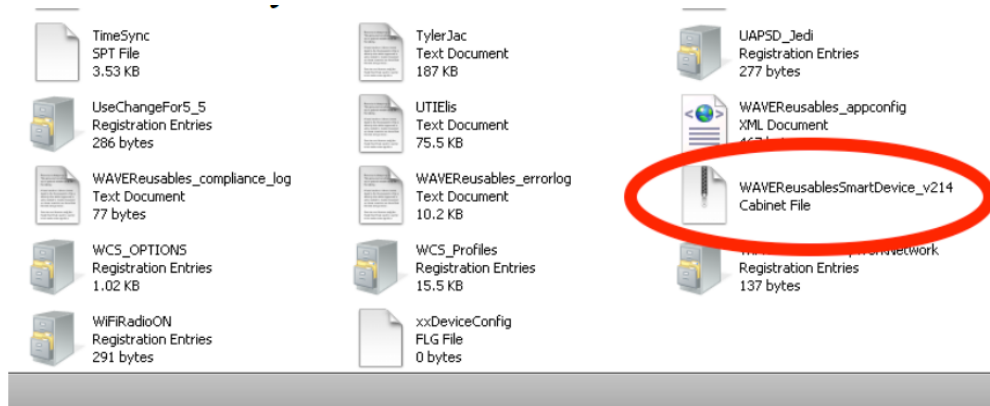 TimeSync
SPT File
3.53 KB
TylerJac
Text Document
187 KB
UAPSD_Jedi
Registration Entries
277 bytes
UseChangeFor5_5
Registration Entries
286 bytes
UTIElis
Text Document
75.5 KB
WAVEReusables_appconfig
XML Document
WAVEReusables_compliance_log
Text Document
77 bytes
WAVEReusables_errorlog
Text Document
10.2 KB
WAVEReusablesSmartDevice_v214
Cabinet File
WCS_OPTIONS
Registration Entries
1.02 KB
WCS_Profiles
Registration Entries
15.5 KB
Registration Entries
137 bytes
WiFiRadioON
Registration Entries
291 bytes
xxDeviceConfig
FLG File
0 bytes